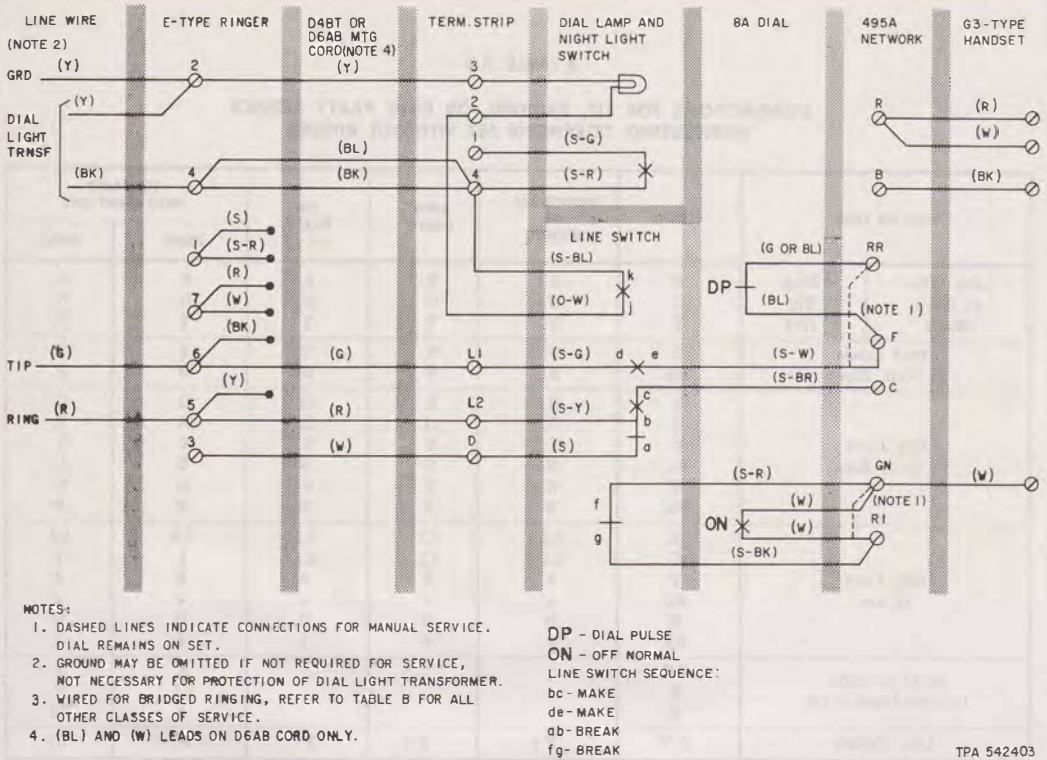 LINE WIRE
(NOTE 2)
E-TYPE RINGER
D4BT OR
D6AB MTG
CORD(NOTE 4)
TERM. STRIP
DIAL LAMP AND
NIGHT LIGHT
SWITCH
8A DIAL
495A
NETWORK
G3-TYPE
HANDSET
GRD (Y) 2 (Y) 3
(Y) 2 R (R)
DIAL
LIGHT
TRNSF
(W)
(BL) (S-G)
(BK) 4 (BK) 4 (S-R) B (BK)
LINE SWITCH
(S)
1 (S-R) (S-BL) (G OR BL) RR
(R) k DP
7 (W) (O-W) j (BL) (NOTE 1)
(BK) F
TIP (G) 6 (G) L1 (S-G) d e (S-W)
(Y) (S-BR) C
RING (R) 5 (R) L2 (S-Y) c b
3 (W) D (S) a
(S-R) GN (W)
f (W) (NOTE 1)
ON (W) R1
g (S-BK)
NOTES:
1. DASHED LINES INDICATE CONNECTIONS FOR MANUAL SERVICE.
DIAL REMAINS ON SET.
2. GROUND MAY BE OMITTED IF NOT REQUIRED FOR SERVICE,
NOT NECESSARY FOR PROTECTION OF DIAL LIGHT TRANSFORMER.
3. WIRED FOR BRIDGED RINGING, REFER TO TABLE B FOR ALL
OTHER CLASSES OF SERVICE.
4. (BL) AND (W) LEADS ON D6AB CORD ONLY.
DP - DIAL PULSE
ON - OFF NORMAL
LINE SWITCH SEQUENCE:
bc- MAKE
de- MAKE
ab- BREAK
fg- BREAK
TPA 542403